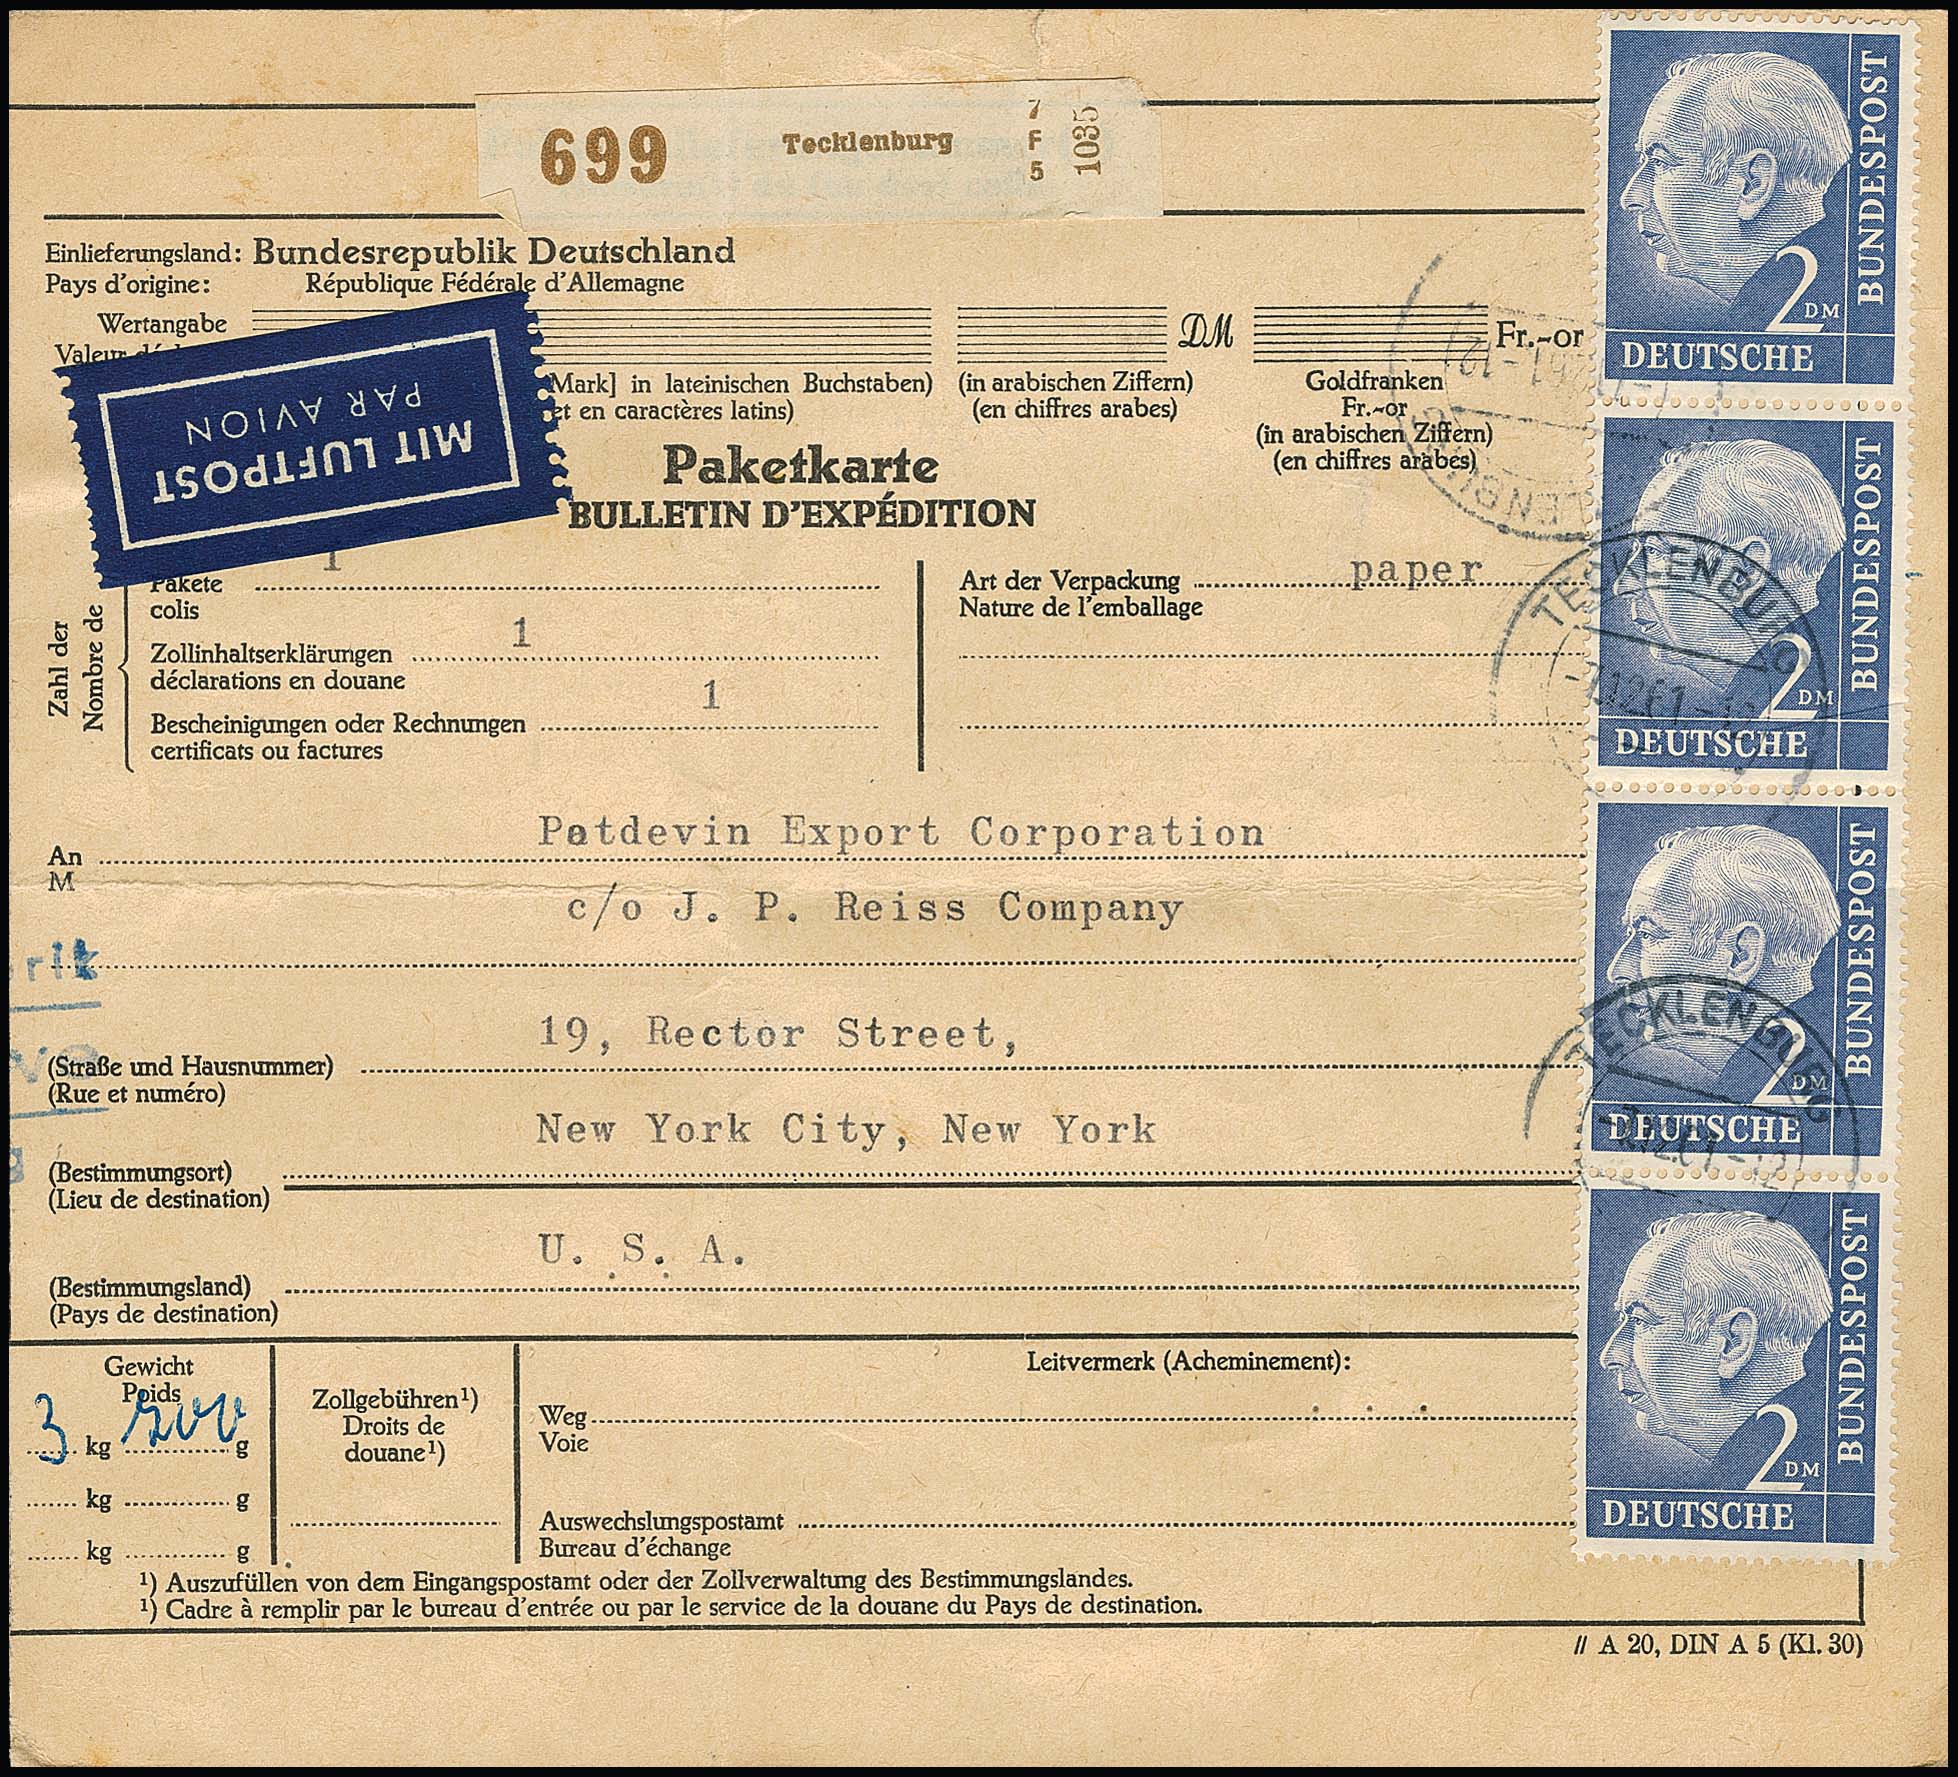 699 Tecklenburg 7 F 5 1035
Einlieferungsland: Bundesrepublik Deutschland
Pays d'origine: République Fédérale d'Allemagne
Wertangabe
Valeur
DM
Fr.-or
Mark] in lateinischen Buchstaben)
et en caractères latins)
(in arabischen Ziffern)
(en chiffres arabes)
Goldfranken
Fr.-or
(in arabischen Ziffern)
(en chiffres arabes)
MIT LUFTPOST
PAR AVION
Paketkarte
BULLETIN D'EXPÉDITION
Zahl der
Nombre de
Pakete 1
colis
Zollinhaltserklärungen 1
déclarations en douane
Bescheinigungen oder Rechnungen 1
certificats ou factures
Art der Verpackung paper
Nature de l'emballage
An Patdevin Export Corporation
M
c/o J. P. Reiss Company
rik
19, Rector Street,
(Straße und Hausnummer)
(Rue et numéro)
New York City, New York
(Bestimmungsort)
(Lieu de destination)
U. S. A.
(Bestimmungsland)
(Pays de destination)
Gewicht
Poids
3 kg 200 g
kg g
kg g
Zollgebühren¹)
Droits de
douane¹)
Leitvermerk (Acheminement):
Weg
Voie
Auswechslungspostamt
Bureau d'échange
¹) Auszufüllen von dem Eingangspostamt oder der Zollverwaltung des Bestimmungslandes.
¹) Cadre à remplir par le bureau d'entrée ou par le service de la douane du Pays de destination.
// A 20, DIN A 5 (Kl. 30)
DEUTSCHE
BUNDESPOST
2 DM
DEUTSCHE
BUNDESPOST
2 DM
DEUTSCHE
BUNDESPOST
2 DM
DEUTSCHE
BUNDESPOST
2 DM
TECKLENBURG
-7.12.61-12
TECKLENBURG